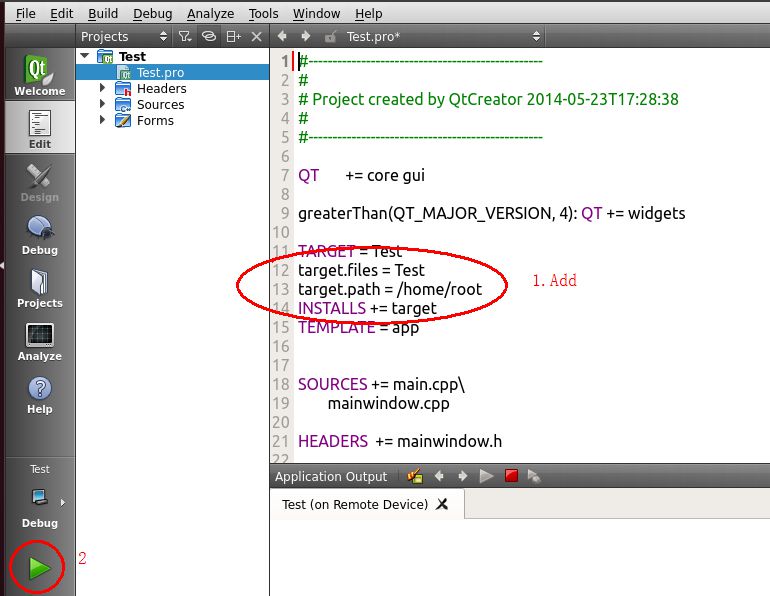 File Edit Build Debug Analyze Tools Window Help
Projects
Test.pro*
Welcome
Edit
Design
Debug
Projects
Analyze
Help
Test
Debug
2
Test
Test.pro
Headers
Sources
Forms
1 #-------------------------------------------------
2 #
3 # Project created by QtCreator 2014-05-23T17:28:38
4 #
5 #-------------------------------------------------
6
7 QT += core gui
8
9 greaterThan(QT_MAJOR_VERSION, 4): QT += widgets
10
11 TARGET = Test
12 target.files = Test
13 target.path = /home/root
14 INSTALLS += target
15 TEMPLATE = app
16
17
18 SOURCES += main.cpp\
19 mainwindow.cpp
20
21 HEADERS += mainwindow.h
22
1. Add
Application Output
Test (on Remote Device)